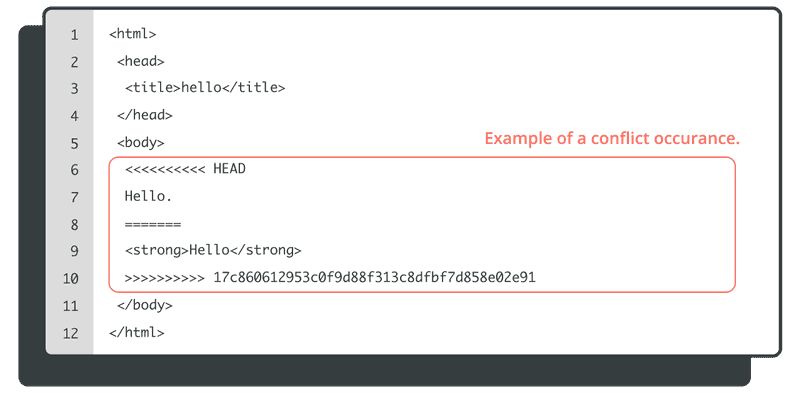 1 <html>
2 <head>
3 <title>hello</title>
4 </head>
5 <body>
Example of a conflict occurance.
6 <<<<<<<<<< HEAD
7 Hello.
8 =======
9 <strong>Hello</strong>
10 >>>>>>>>>> 17c860612953c0f9d88f313c8dfbf7d858e02e91
11 </body>
12 </html>